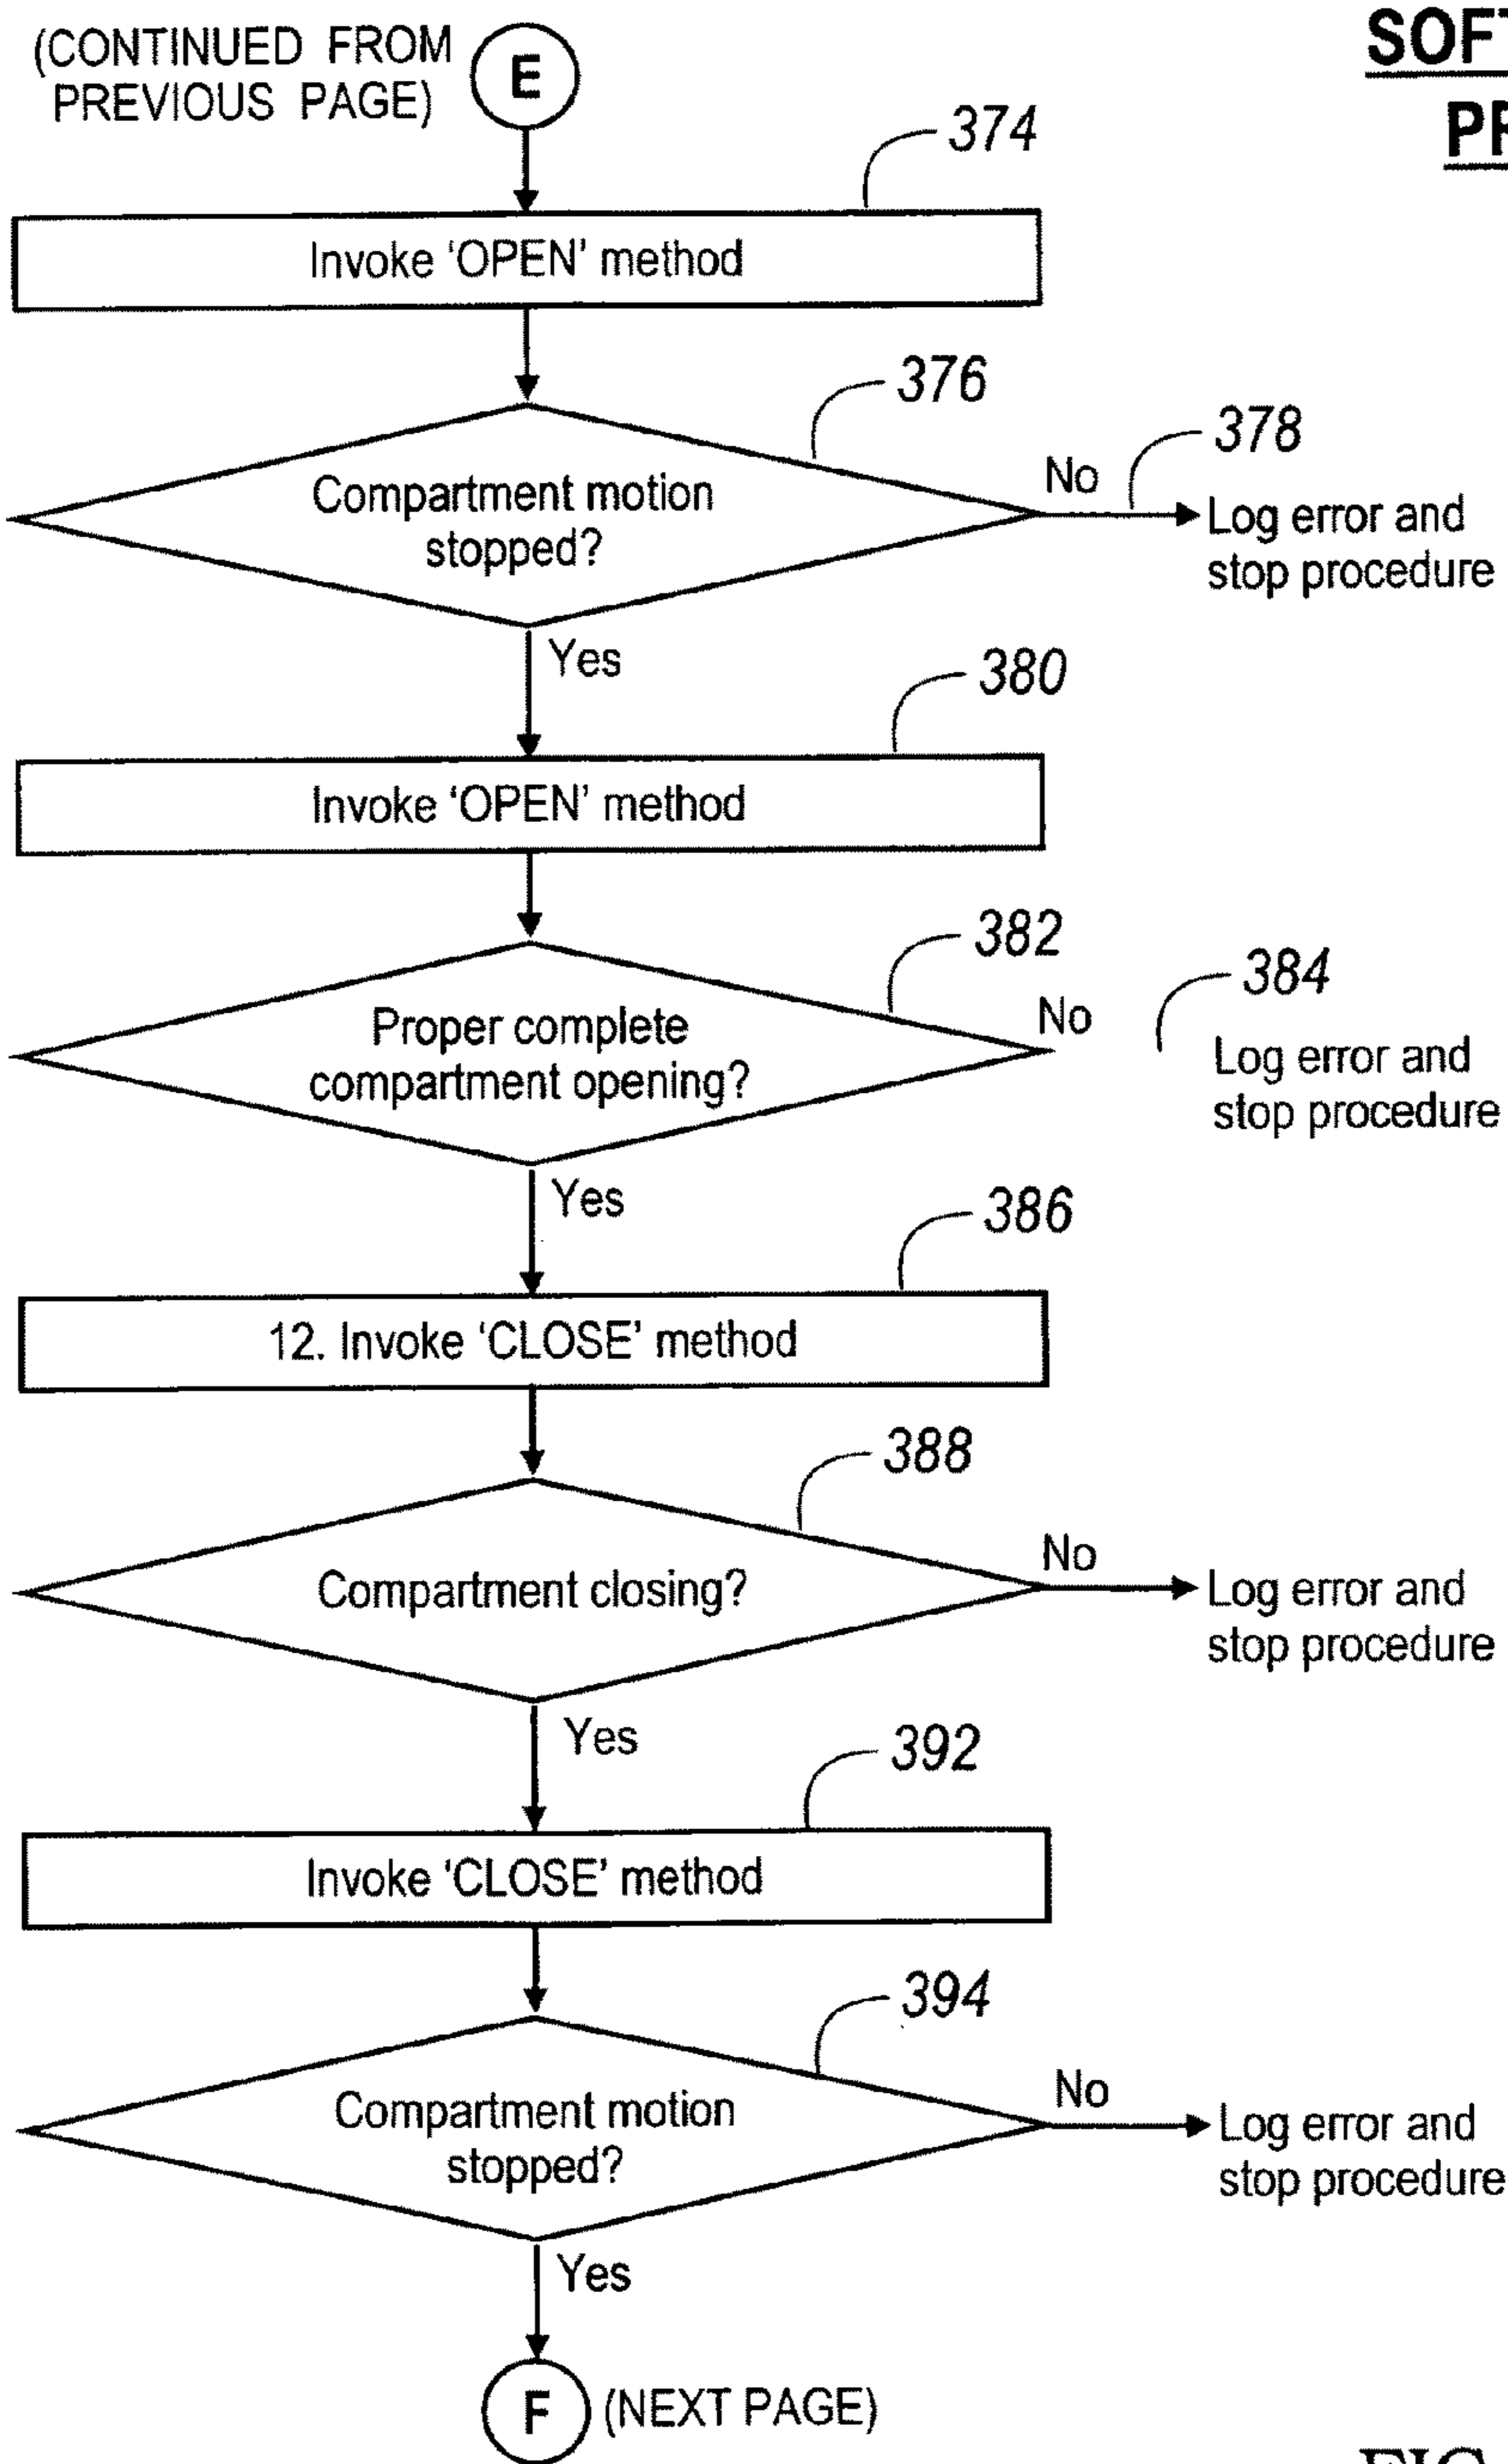 (CONTINUED FROM
PREVIOUS PAGE)
E
374
Invoke 'OPEN' method
376
Compartment motion
stopped?
No
378
Log error and
stop procedure
Yes
380
Invoke 'OPEN' method
382
Proper complete
compartment opening?
No
384
Log error and
stop procedure
Yes
386
12. Invoke 'CLOSE' method
388
Compartment closing?
No
Log error and
stop procedure
Yes
392
Invoke 'CLOSE' method
394
Compartment motion
stopped?
No
Log error and
stop procedure
Yes
F
(NEXT PAGE)